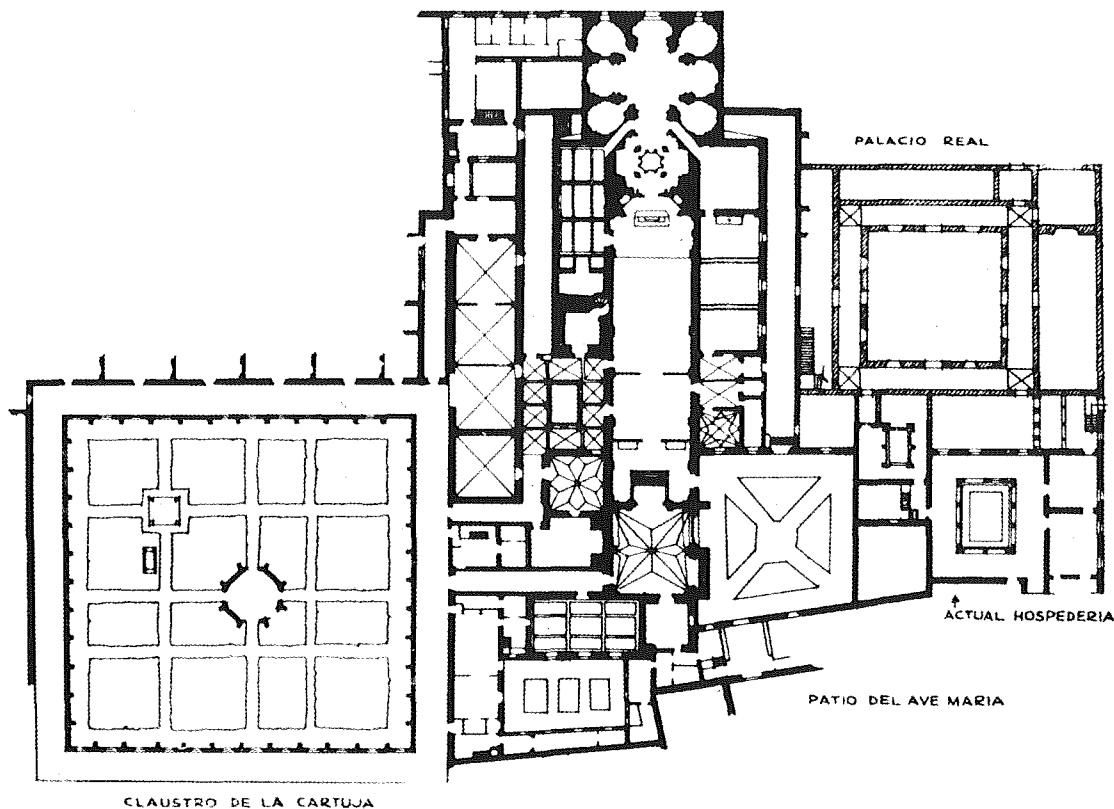 PALACIO REAL
ACTUAL HOSPEDERIA
PATIO DEL AVE MARIA
CLAUSTRO DE LA CARTUJA